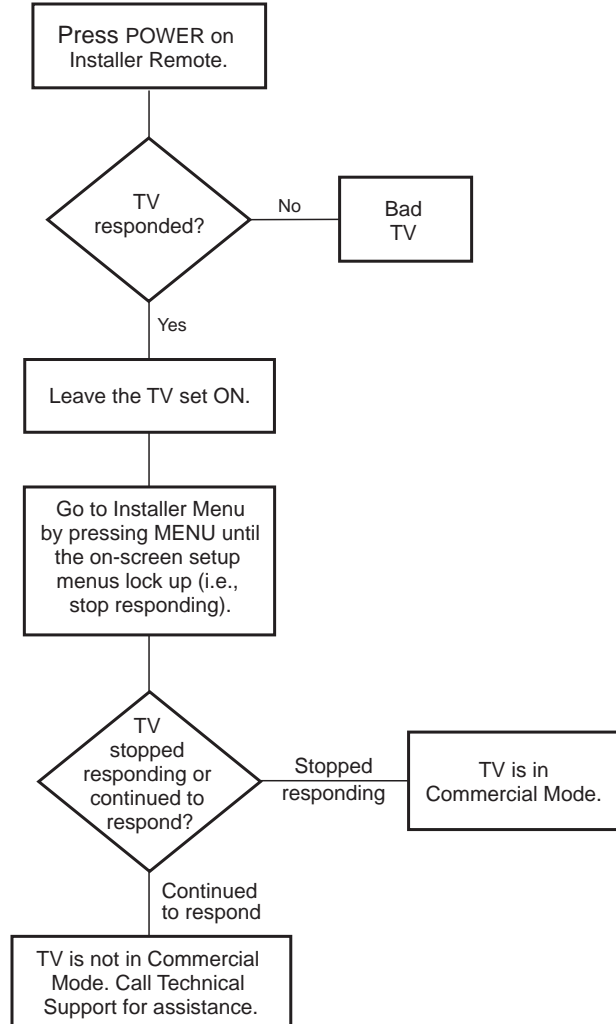 Press POWER on
Installer Remote.
TV
responded?
No
Bad
TV
Yes
Leave the TV set ON.
Go to Installer Menu
by pressing MENU until
the on-screen setup
menus lock up (i.e.,
stop responding).
TV
stopped
responding or
continued to
respond?
Stopped
responding
TV is in
Commercial Mode.
Continued
to respond
TV is not in Commercial
Mode. Call Technical
Support for assistance.